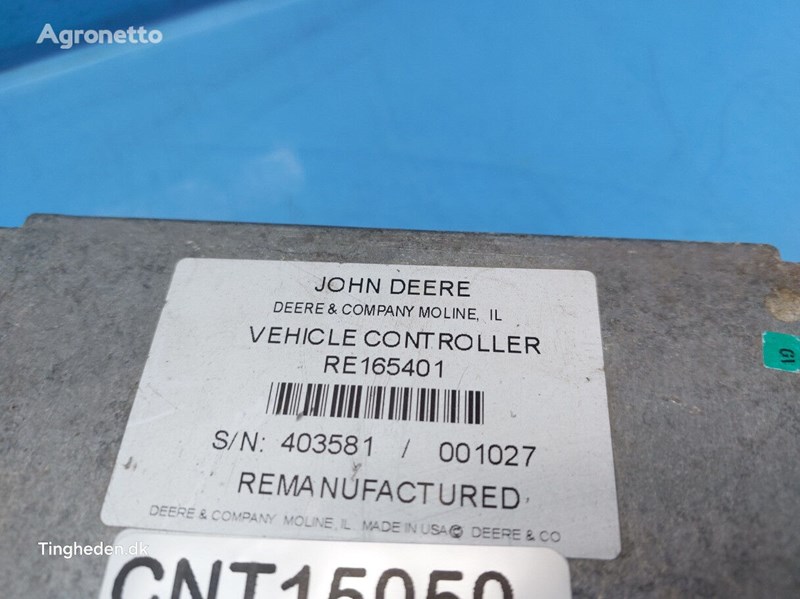 Agronetto
JOHN DEERE
DEERE & COMPANY MOLINE, IL
VEHICLE CONTROLLER
RE165401
S/N: 403581 / 001027
REMANUFACTURED
DEERE & COMPANY MOLINE, IL MADE IN USA © DEERE & CO
Tingheden.dk
CNT15050